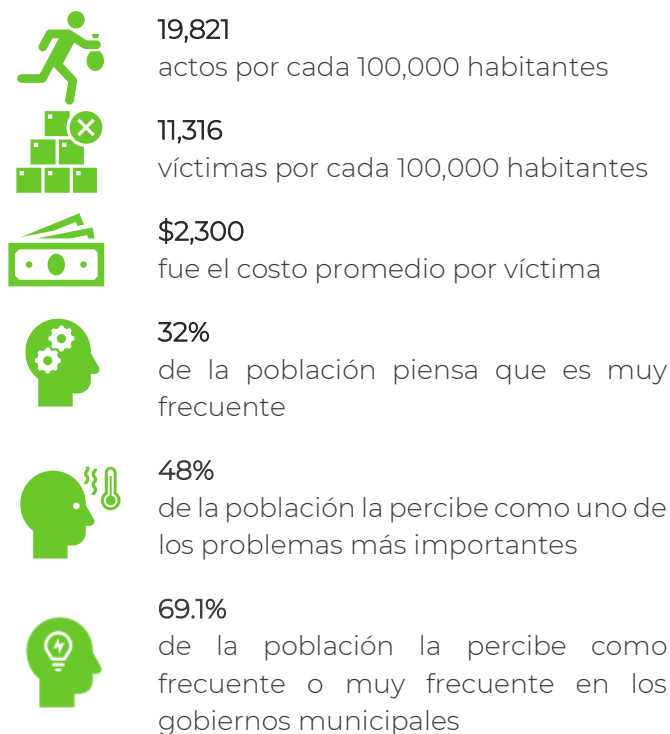 19,821
actos por cada 100,000 habitantes
11,316
víctimas por cada 100,000 habitantes
$2,300
fue el costo promedio por víctima
32%
de la población piensa que es muy
frecuente
48%
de la población la percibe como uno de
los problemas más importantes
69.1%
de la población la percibe como
frecuente o muy frecuente en los
gobiernos municipales